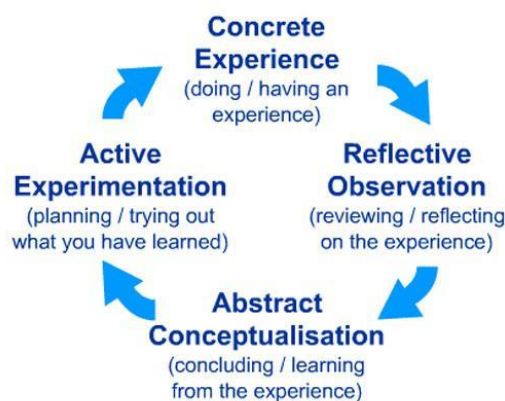 Concrete
Experience
(doing / having an
experience)
Active
Experimentation
(planning / trying out
what you have learned)
Reflective
Observation
(reviewing / reflecting
on the experience)
Abstract
Conceptualisation
(concluding / learning
from the experience)